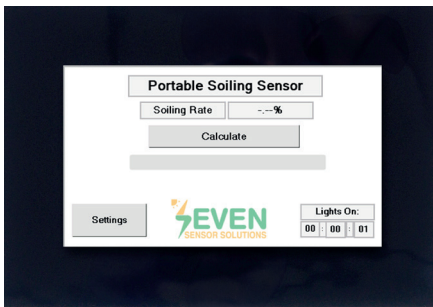 Portable Soiling Sensor
Soiling Rate -.--%
Calculate
Settings
SEVEN
SENSOR SOLUTIONS
Lights On:
00 : 00 : 01